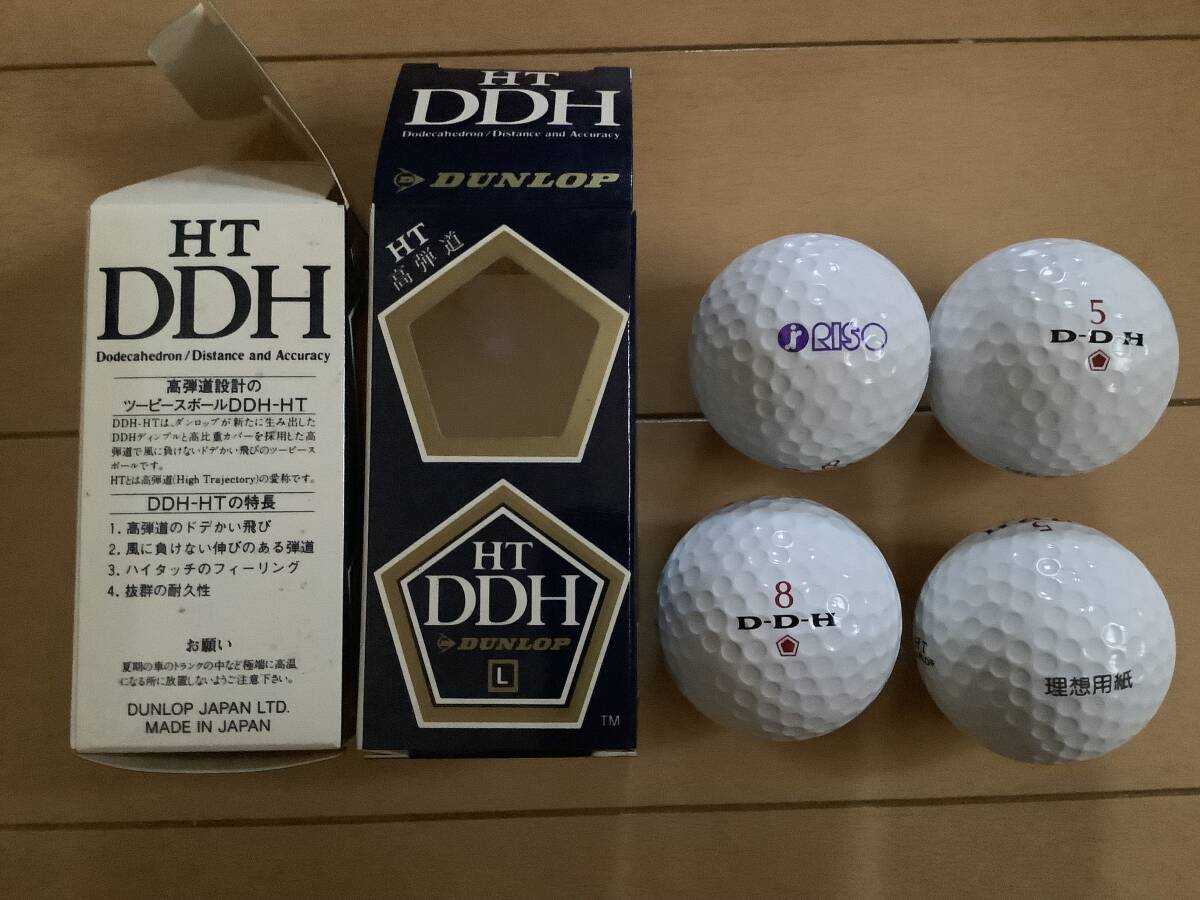 HT
DDH
Dodecahedron/Distance and Accuracy
高弾道設計の
ツーピースボールDDH-HT
DDH-HTは、ダンロップが新たに生み出した
DDHディンプルと高比重カバーを採用した高
弾道で風に負けないドデかい飛びのツーピース
ボールです。
HTとは高弾道(High Trajectory)の愛称です。
DDH-HTの特長
1. 高弾道のドデかい飛び
2. 風に負けない伸びのある弾道
3. ハイタッチのフィーリング
4. 抜群の耐久性
お願い
夏期の車のトランクの中など極端に高温
になる所に放置しないようご注意下さい。
DUNLOP JAPAN LTD.
MADE IN JAPAN
HT
DDH
Dodecahedron/Distance and Accuracy
DUNLOP
HT
高弾道
HT
DDH
DUNLOP
L
TM
RISO
8
5
D-D-H
8
D-D-H
5
HT
理想用紙